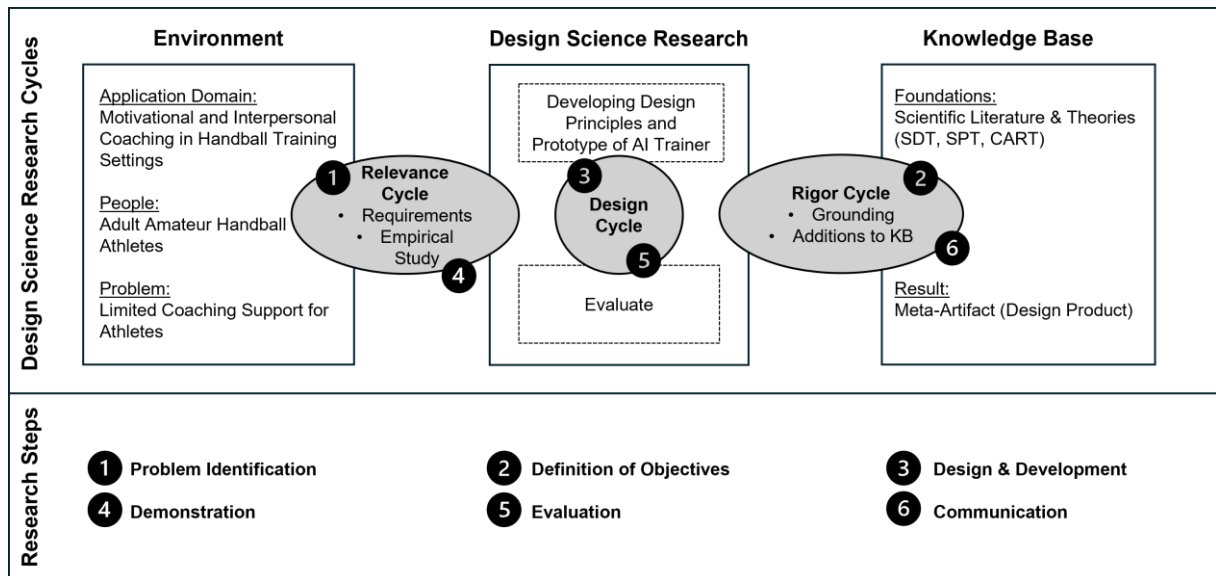 Design Science Research Cycles
Environment
Application Domain:
Motivational and Interpersonal
Coaching in Handball Training
Settings
People:
Adult Amateur Handball
Athletes
Problem:
Limited Coaching Support for
Athletes
1
Relevance
Cycle
• Requirements
• Empirical
Study
4
Design Science Research
Developing Design
Principles and
Prototype of AI Trainer
3
Design
Cycle
5
Evaluate
Knowledge Base
Foundations:
Scientific Literature & Theories
(SDT, SPT, CART)
2
Rigor Cycle
• Grounding
• Additions to KB
6
Result:
Meta-Artifact (Design Product)
Research Steps
1 Problem Identification
2 Definition of Objectives
3 Design & Development
4 Demonstration
5 Evaluation
6 Communication